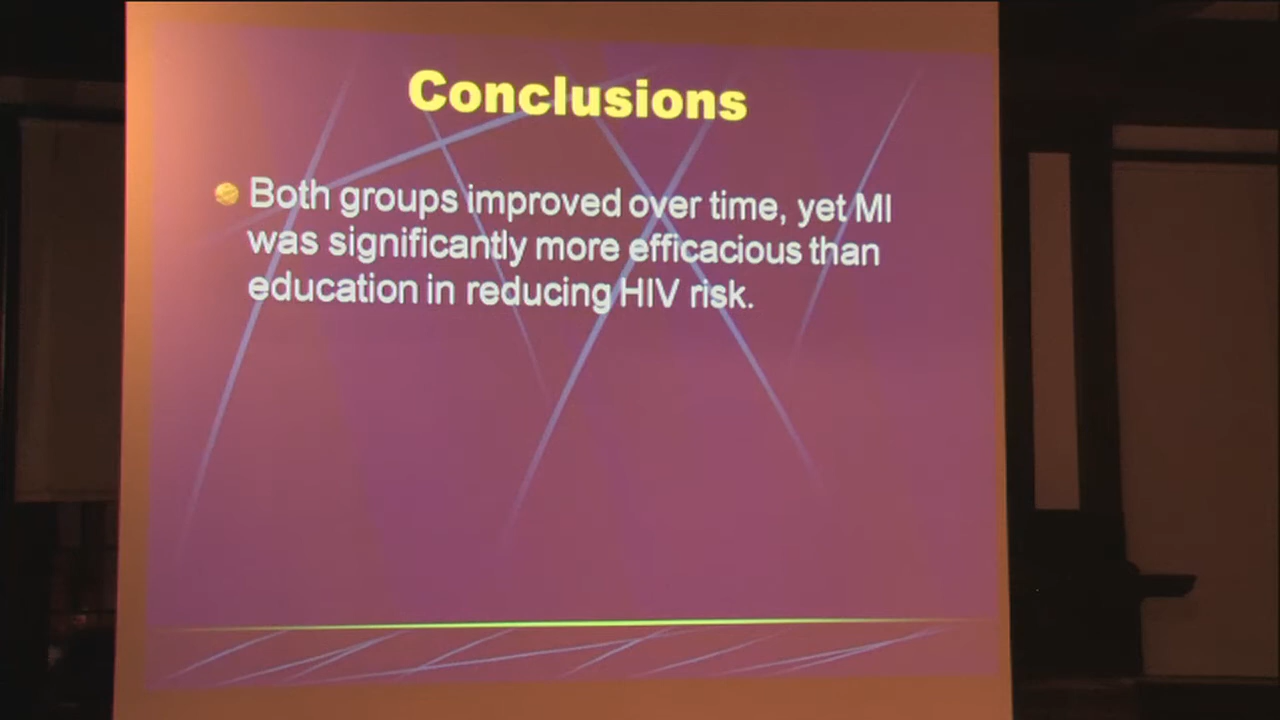 Conclusions
Both groups improved over time, yet MI
was significantly more efficacious than
education in reducing HIV risk.